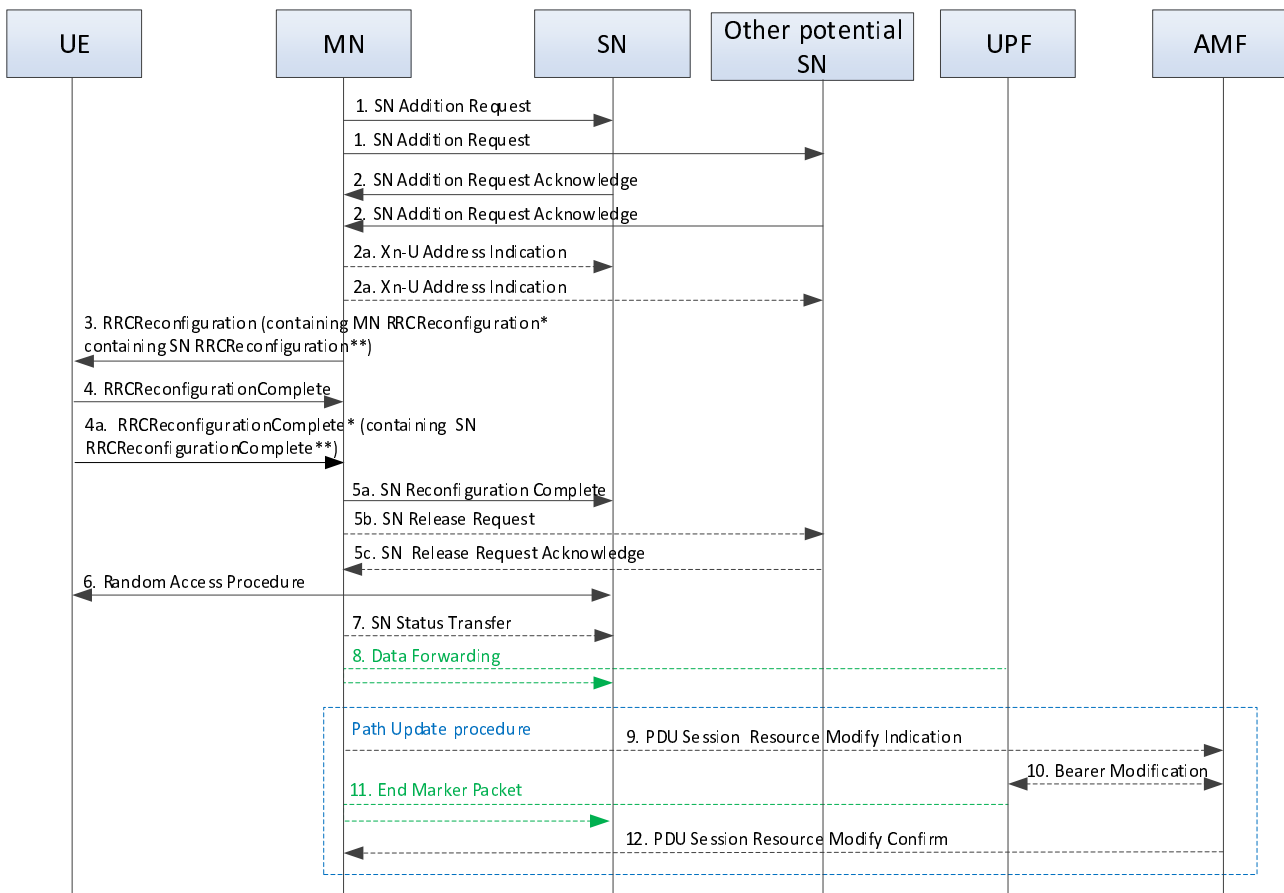 UE
MN
SN
Other potential
SN
UPF
AMF
1. SN Addition Request
1. SN Addition Request
2. SN Addition Request Acknowledge
2. SN Addition Request Acknowledge
2a. Xn-U Address Indication
2a. Xn-U Address Indication
3. RRCReconfiguration (containing MN RRCReconfiguration*
containing SN RRCReconfiguration**)
4. RRCReconfigurationComplete
4a. RRCReconfigurationComplete* (containing SN
RRCReconfigurationComplete**)
5a. SN Reconfiguration Complete
5b. SN Release Request
5c. SN Release Request Acknowledge
6. Random Access Procedure
7. SN Status Transfer
8. Data Forwarding
Path Update procedure
9. PDU Session Resource Modify Indication
10. Bearer Modification
11. End Marker Packet
12. PDU Session Resource Modify Confirm